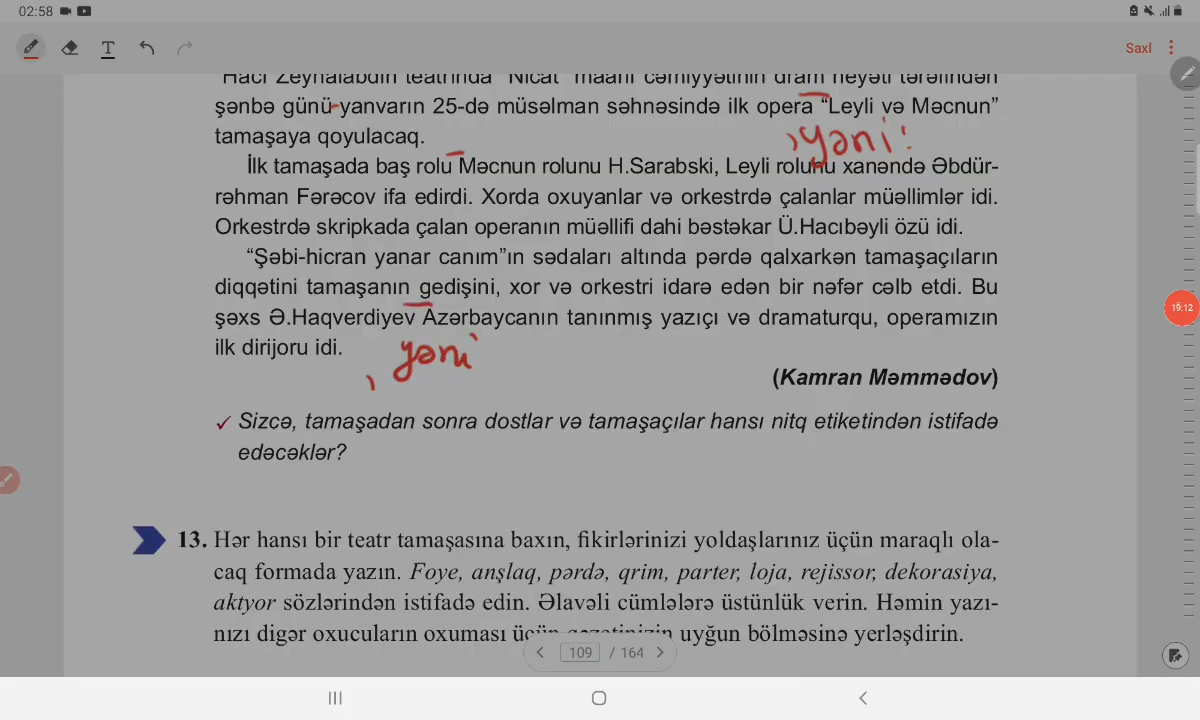 02:58
T
Saxl
Hacı Zeynalabdin teatrında “Nicat” maarif cəmiyyətinin dram heyəti tərəfindən
şənbə günü-yanvarın 25-də müsəlman səhnəsində ilk opera “Leyli və Məcnun”
tamaşaya qoyulacaq.
, yəni :
İlk tamaşada baş rolu Məcnun rolunu H.Sarabski, Leyli rolunu xanəndə Əbdür-
rəhman Fərəcov ifa edirdi. Xorda oxuyanlar və orkestrdə çalanlar müəllimlər idi.
Orkestrdə skripkada çalan operanın müəllifi dahi bəstəkar Ü.Hacıbəyli özü idi.
“Şəbi-hicran yanar canım”ın sədaları altında pərdə qalxarkən tamaşaçıların
diqqətini tamaşanın gedişini, xor və orkestri idarə edən bir nəfər cəlb etdi. Bu
19:12
şəxs Ə.Haqverdiyev Azərbaycanın tanınmış yazıçı və dramaturqu, operamızın
ilk dirijoru idi.
, yəni
(Kamran Məmmədov)
✓ Sizcə, tamaşadan sonra dostlar və tamaşaçılar hansı nitq etiketindən istifadə
edəcəklər?
13. Hər hansı bir teatr tamaşasına baxın, fikirlərinizi yoldaşlarınız üçün maraqlı ola-
caq formada yazın. Foye, anşlaq, pərdə, qrim, parter, loja, rejissor, dekorasiya,
aktyor sözlərindən istifadə edin. Əlavəli cümlələrə üstünlük verin. Həmin yazı-
nızı digər oxucuların oxuması üçün qəzetinizin uyğun bölməsinə yerləşdirin.
109 / 164